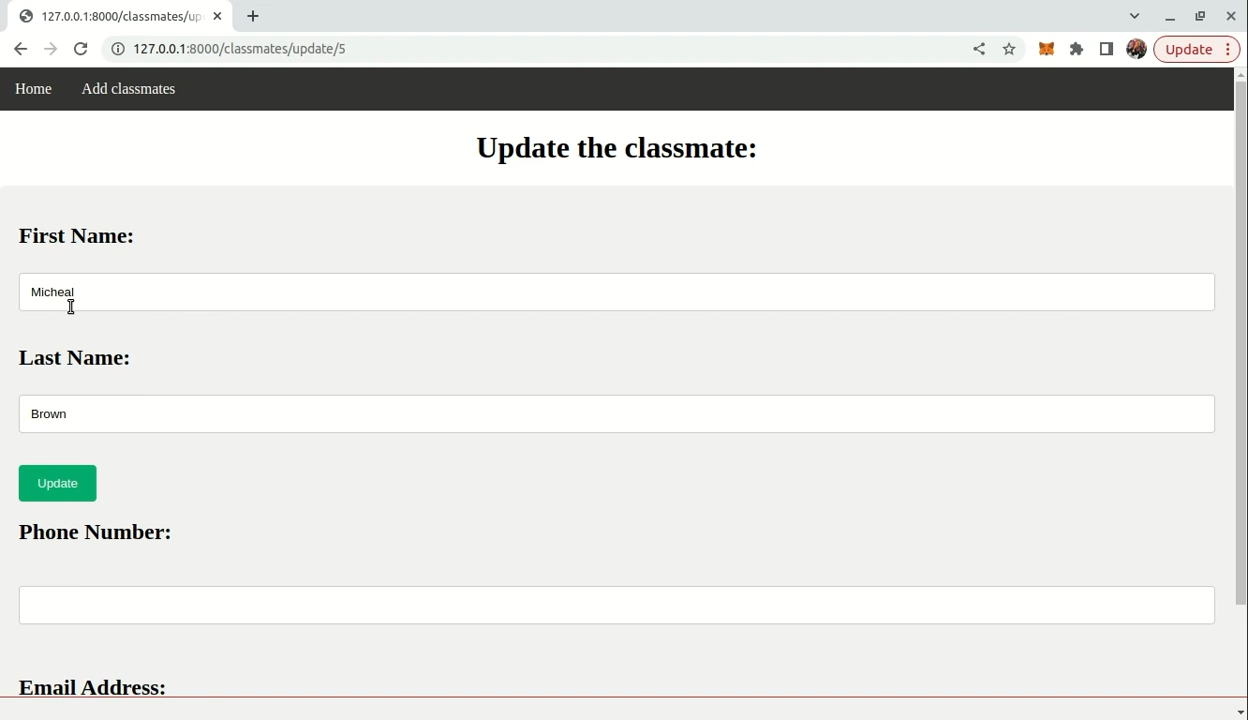 127.0.0.1:8000/classmates/up
127.0.0.1:8000/classmates/update/5
Update
Home Add classmates
Update the classmate:
First Name:
Micheal
Last Name:
Brown
Update
Phone Number:
Email Address: